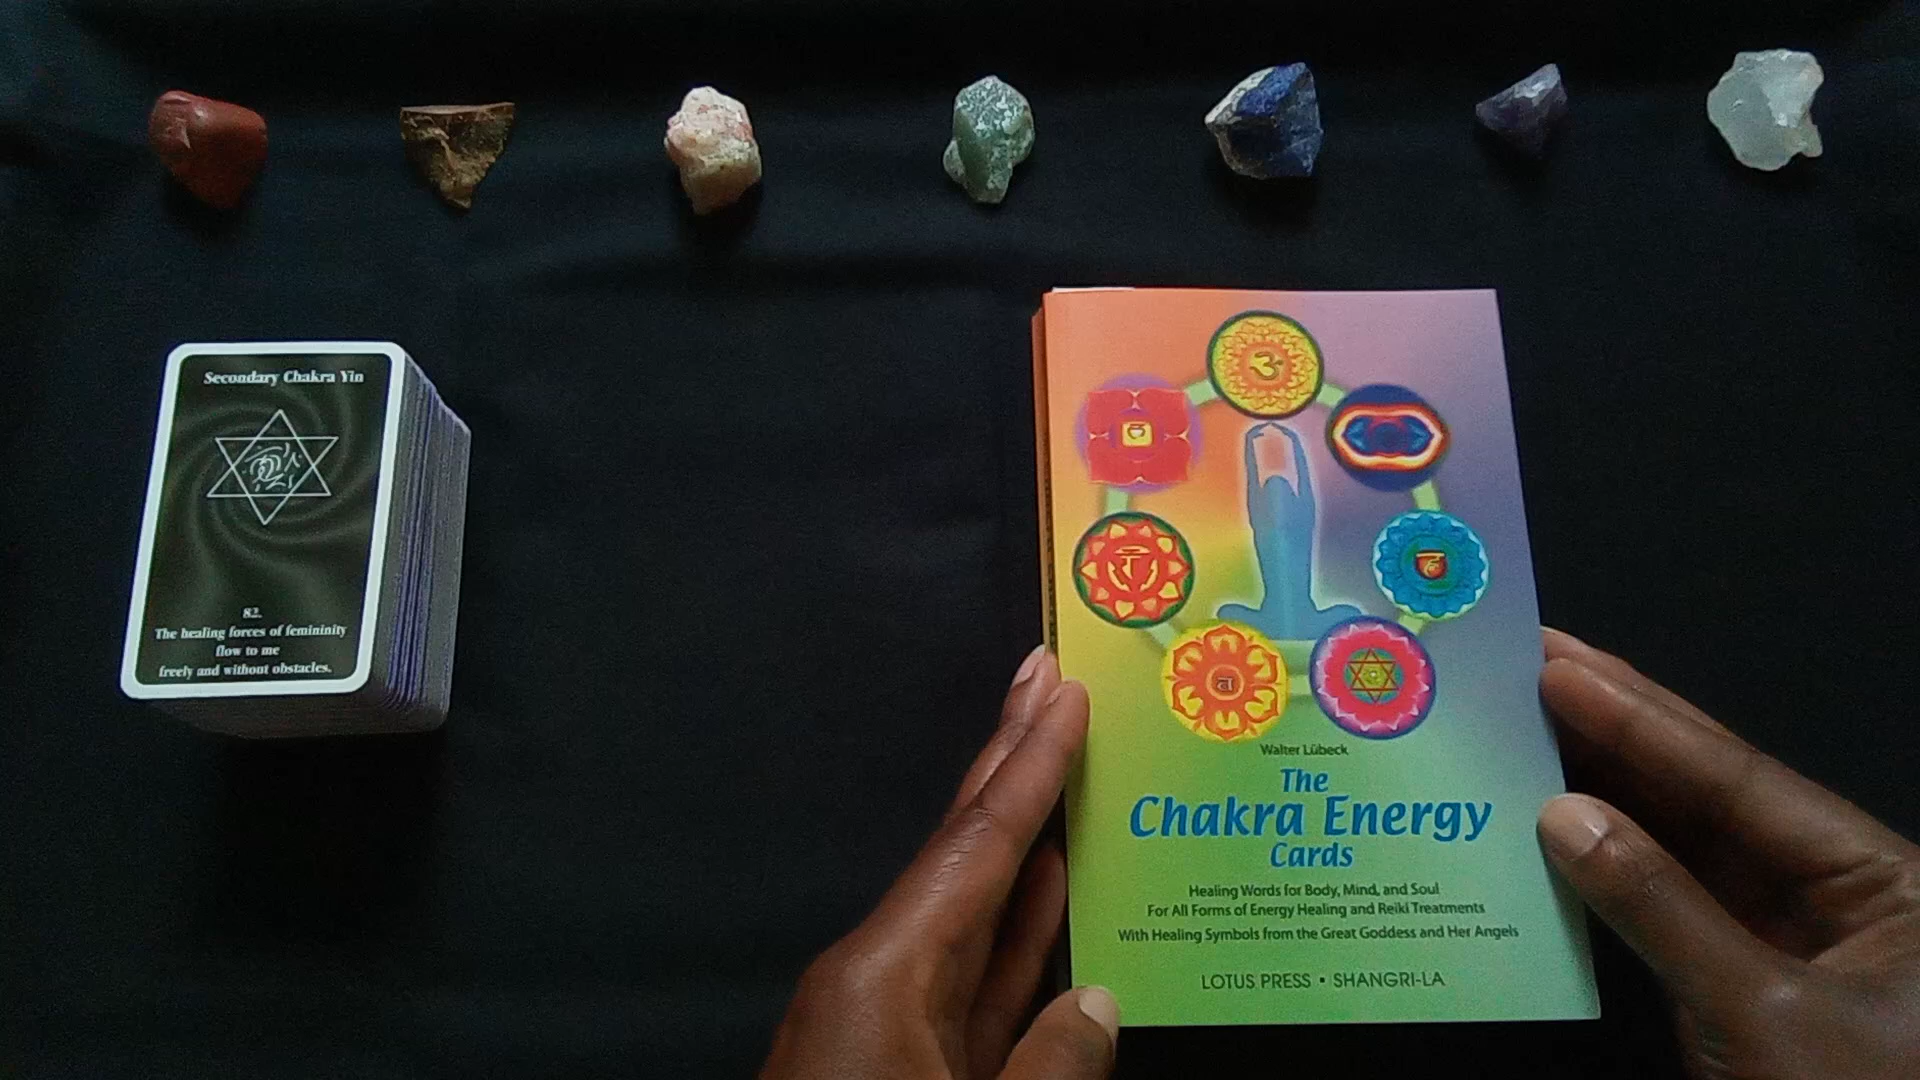 Secondary Chakra Yin
82.
The healing forces of femininity
flow to me
freely and without obstacles.
Walter Lübeck
The
Chakra Energy
Cards
Healing Words for Body, Mind, and Soul
For All Forms of Energy Healing and Reiki Treatments
With Healing Symbols from the Great Goddess and Her Angels
LOTUS PRESS • SHANGRI-LA